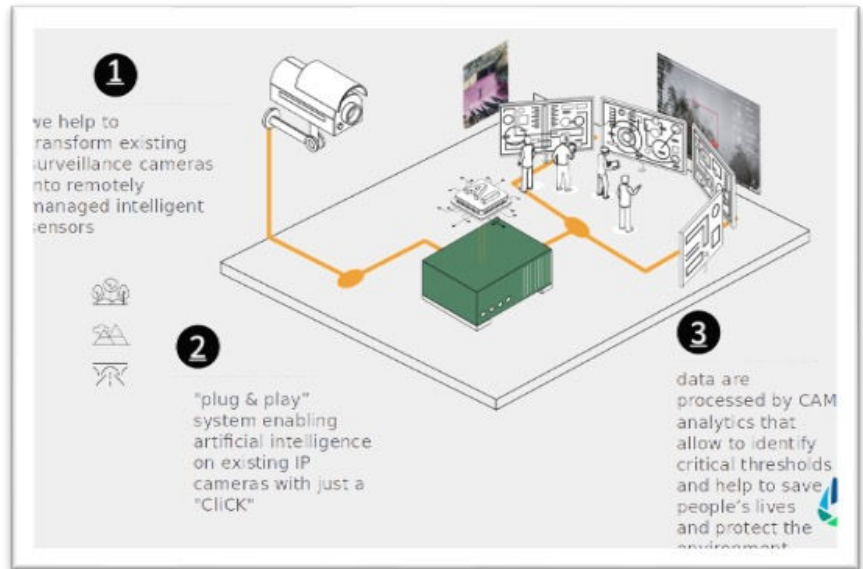 1
we help to
transform existing
surveillance cameras
into remotely
managed intelligent
sensors
AI
2
"plug & play"
system enabling
artificial intelligence
on existing IP
cameras with just a
"CliCK"
3
data are
processed by CAM
analytics that
allow to identify
critical thresholds
and help to save
people's lives
and protect the
environment